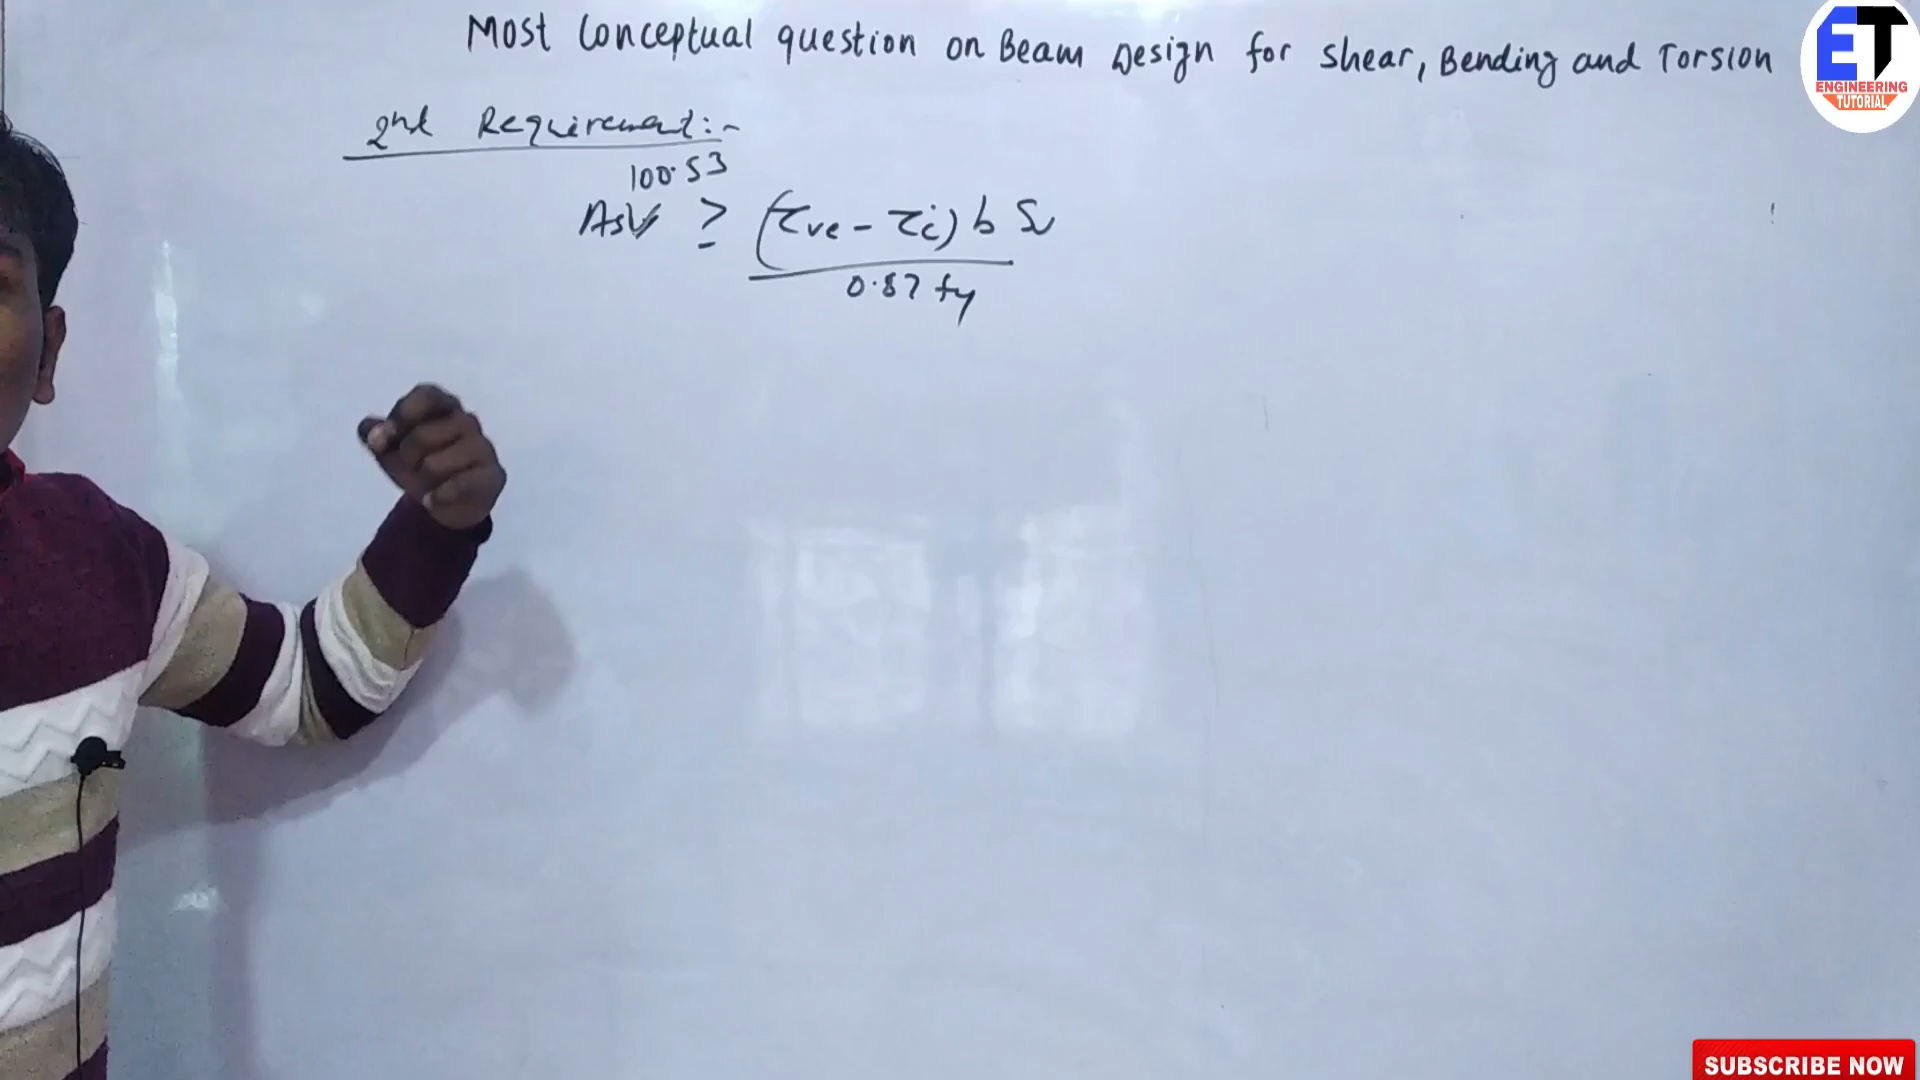 Most Conceptual question on Beam Design for Shear, Bending and Torsion
ET
ENGINEERING
TUTORIAL
2nd Requirement:-
100.53
Asv ≥ (τve - τc) b Sv
0.87 fy
SUBSCRIBE NOW